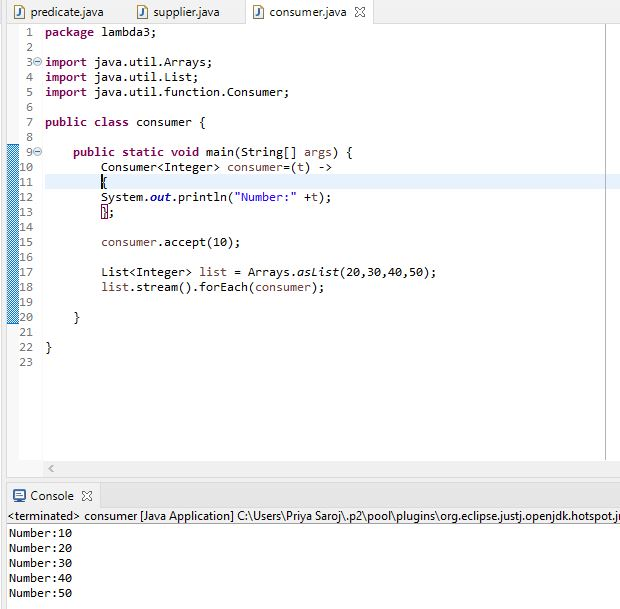 predicate.java supplier.java consumer.java
1 package lambda3;
2
3 import java.util.Arrays;
4 import java.util.List;
5 import java.util.function.Consumer;
6
7 public class consumer {
8
9 public static void main(String[] args) {
10 Consumer<Integer> consumer=(t) ->
11 {
12 System.out.println("Number:" +t);
13 };
14
15 consumer.accept(10);
16
17 List<Integer> list = Arrays.asList(20,30,40,50);
18 list.stream().forEach(consumer);
19
20 }
21
22 }
23
Console
<terminated> consumer [Java Application] C:\Users\Priya Saroj\.p2\pool\plugins\org.eclipse.justj.openjdk.hotspot.j
Number:10
Number:20
Number:30
Number:40
Number:50